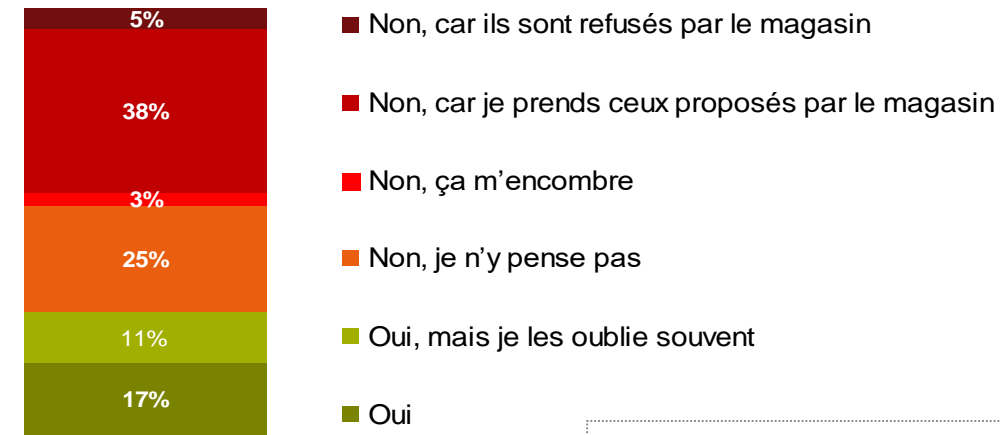 5%
Non, car ils sont refusés par le magasin
38%
Non, car je prends ceux proposés par le magasin
3%
Non, ça m’encombre
25%
Non, je n’y pense pas
11%
Oui, mais je les oublie souvent
17%
Oui